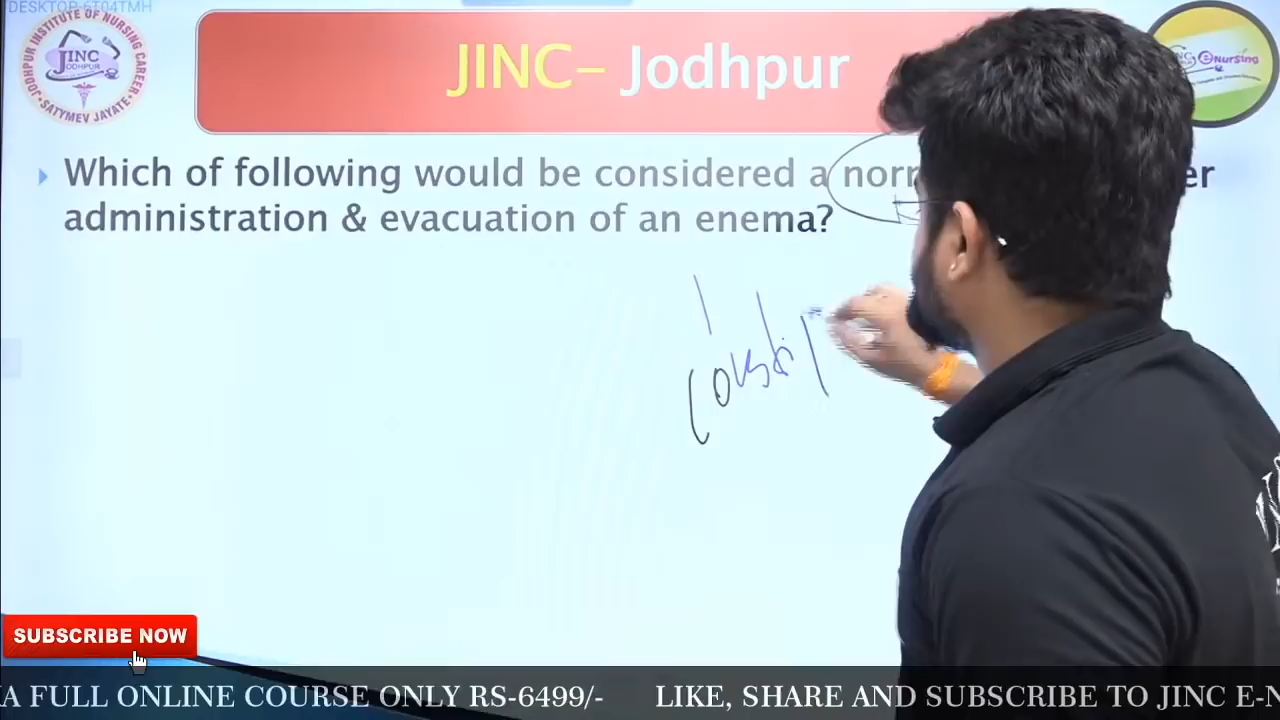 DESKTOP-6T04TMH
JODHPUR INSTITUTE OF NURSING CAREER
JINC
JODHPUR
SATYMEV JAYATE
JINC– Jodhpur
eNursing
Which of following would be considered a
administration & evacuation of an enema?
SUBSCRIBE NOW
A FULL ONLINE COURSE ONLY RS-6499/- LIKE, SHARE AND SUBSCRIBE TO JINC E-N